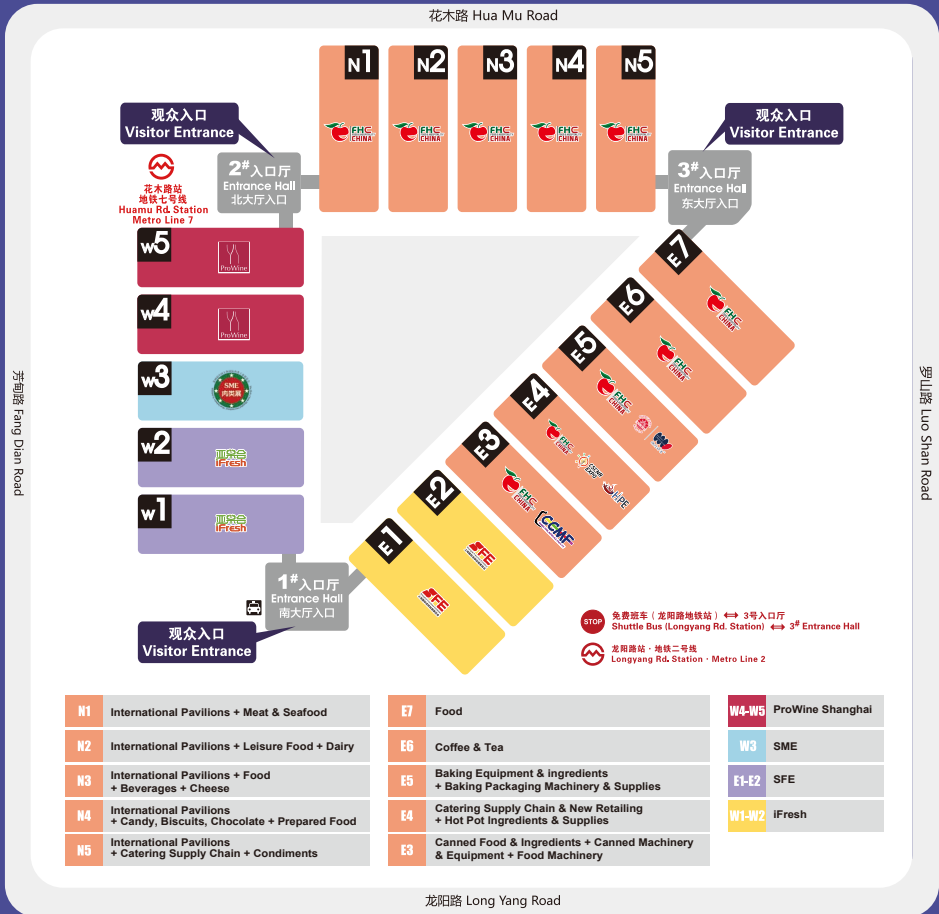 花木路 Hua Mu Road
N1
N2
N3
N4
N5
FHC CHINA
FHC CHINA
FHC CHINA
FHC CHINA
FHC CHINA
观众入口
Visitor Entrance
观众入口
Visitor Entrance
2#入口厅
Entrance Hall
北大厅入口
3#入口厅
Entrance Hall
东大厅入口
花木路站
地铁七号线
Huamu Rd. Station
Metro Line 7
W5
ProWine
W4
ProWine
W3
SME
肉类展
W2
iFresh
W1
iFresh
E7
FHC CHINA
E6
FHC CHINA
E5
FHC CHINA
E4
FHC CHINA
HPE
E3
FHC CHINA
CCMF
E2
SFE
E1
SFE
芳甸路 Fang Dian Road
罗山路 Luo Shan Road
1#入口厅
Entrance Hall
南大厅入口
观众入口
Visitor Entrance
STOP
免费班车（龙阳路地铁站）⟺ 3号入口厅
Shuttle Bus (Longyang Rd. Station) ⟺ 3# Entrance Hall
龙阳路站 · 地铁二号线
Longyang Rd. Station · Metro Line 2
N1 International Pavilions + Meat & Seafood
N2 International Pavilions + Leisure Food + Dairy
N3 International Pavilions + Food
+ Beverages + Cheese
N4 International Pavilions
+ Candy, Biscuits, Chocolate + Prepared Food
N5 International Pavilions
+ Catering Supply Chain + Condiments
E7 Food
E6 Coffee & Tea
E5 Baking Equipment & ingredients
+ Baking Packaging Machinery & Supplies
E4 Catering Supply Chain & New Retailing
+ Hot Pot Ingredients & Supplies
E3 Canned Food & Ingredients + Canned Machinery
& Equipment + Food Machinery
W4-W5 ProWine Shanghai
W3 SME
E1-E2 SFE
W1-W2 iFresh
龙阳路 Long Yang Road